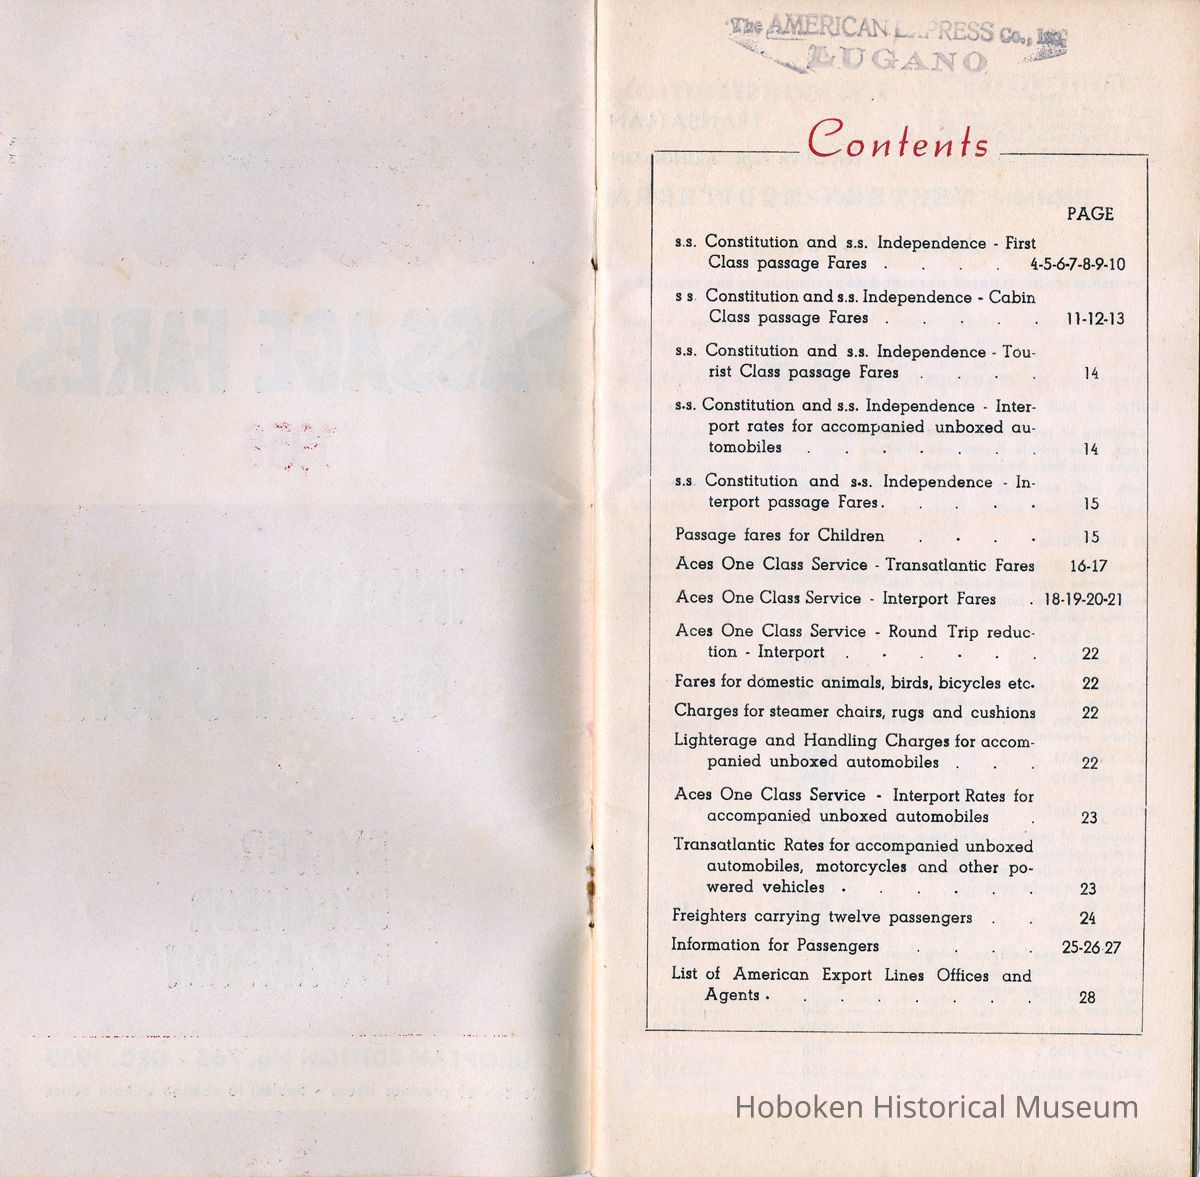 The AMERICAN EXPRESS Co., Inc.
LUGANO
Contents
PAGE
s.s. Constitution and s.s. Independence - First
Class passage Fares . . . . 4-5-6-7-8-9-10
s s. Constitution and s.s. Independence - Cabin
Class passage Fares . . . . . 11-12-13
s.s. Constitution and s.s. Independence - Tou-
rist Class passage Fares . . . . 14
s.s. Constitution and s.s. Independence - Inter-
port rates for accompanied unboxed au-
tomobiles . . . . . . . 14
s.s Constitution and s.s. Independence - In-
terport passage Fares . . . . . 15
Passage fares for Children . . . . 15
Aces One Class Service - Transatlantic Fares 16-17
Aces One Class Service - Interport Fares . 18-19-20-21
Aces One Class Service - Round Trip reduc-
tion - Interport . . . . . . 22
Fares for domestic animals, birds, bicycles etc. 22
Charges for steamer chairs, rugs and cushions 22
Lighterage and Handling Charges for accom-
panied unboxed automobiles . . . 22
Aces One Class Service - Interport Rates for
accompanied unboxed automobiles . 23
Transatlantic Rates for accompanied unboxed
automobiles, motorcycles and other po-
wered vehicles . . . . . . 23
Freighters carrying twelve passengers . . 24
Information for Passengers . . . . 25-26 27
List of American Export Lines Offices and
Agents . . . . . . . . 28
Hoboken Historical Museum